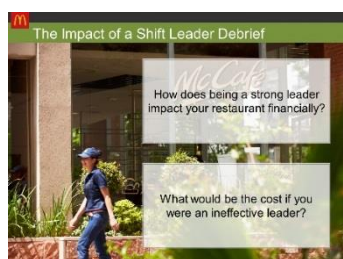 The Impact of a Shift Leader Debrief
McCafé
How does being a strong leader
impact your restaurant financially?
What would be the cost if you
were an ineffective leader?